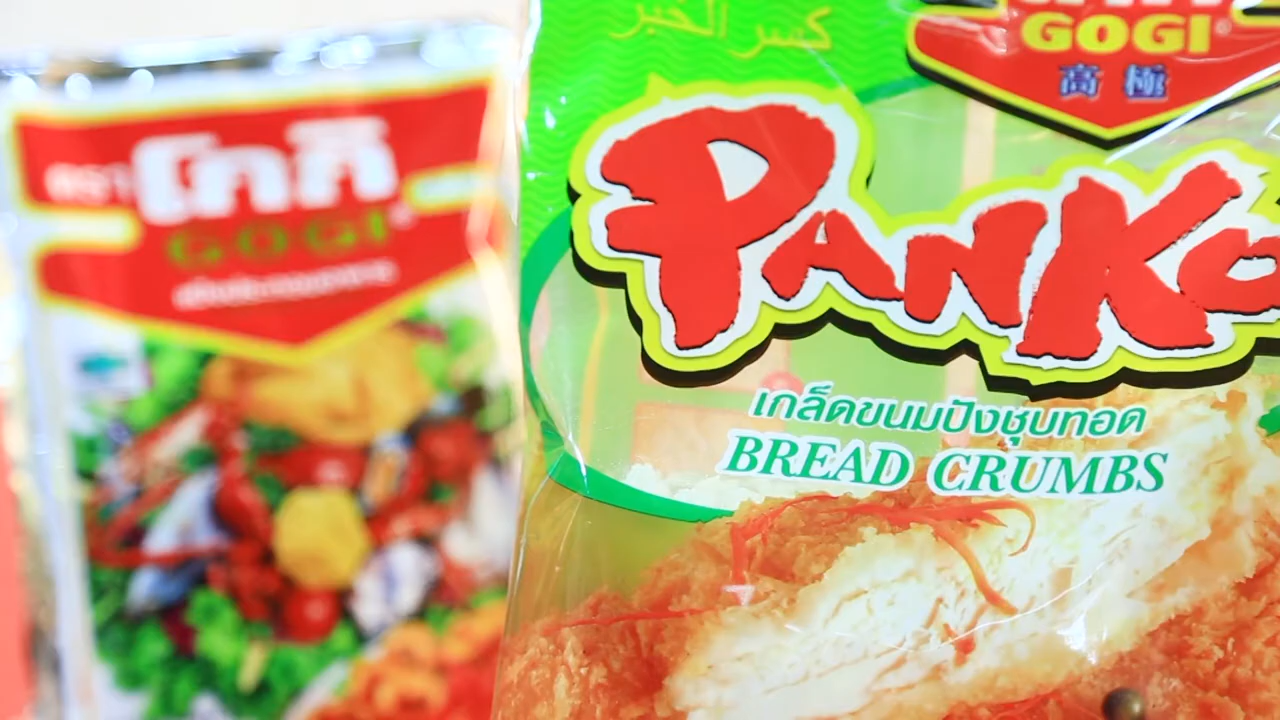 ตรา โกกิ
GOGI
كسر الخبز
GOGI
高極
PANKO
เกล็ดขนมปังชุบทอด
BREAD CRUMBS